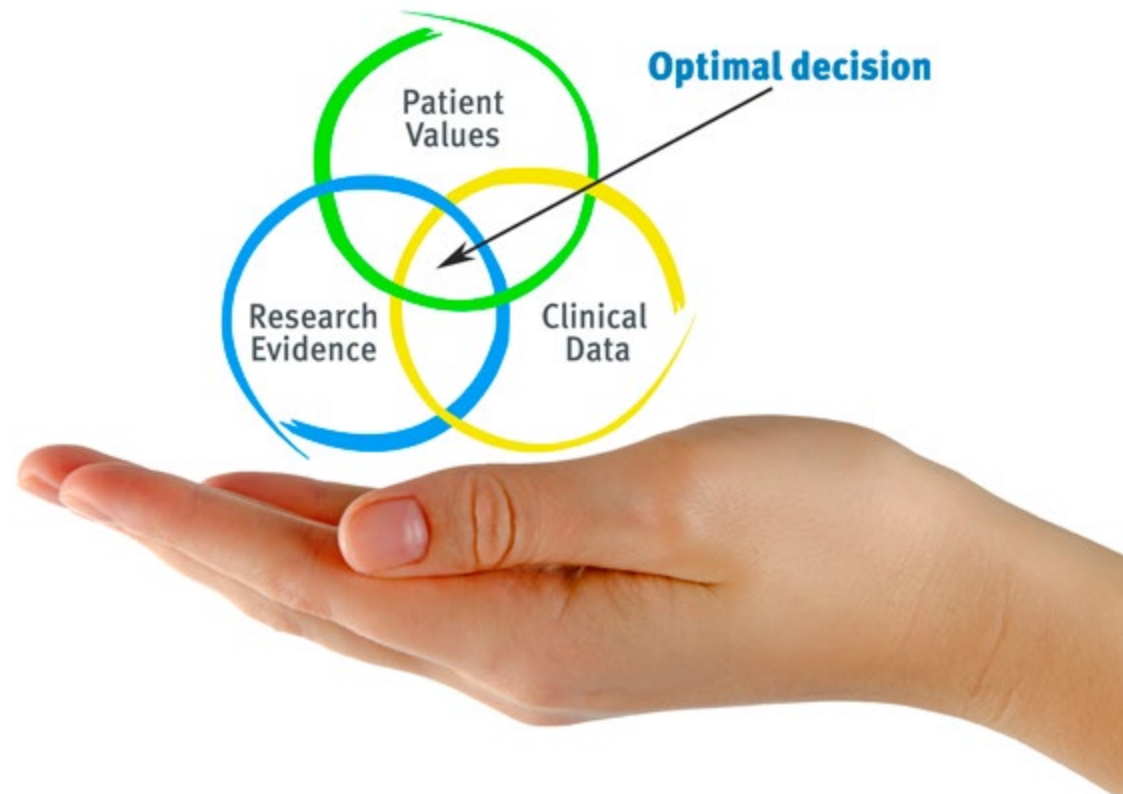 Optimal decision
Patient
Values
Research
Evidence
Clinical
Data